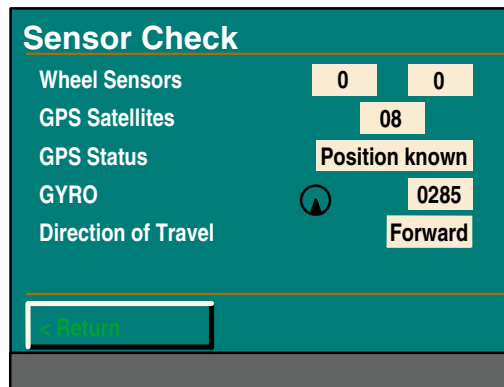 Sensor Check
Wheel Sensors 0 0
GPS Satellites 08
GPS Status Position known
GYRO 0285
Direction of Travel Forward
< Return